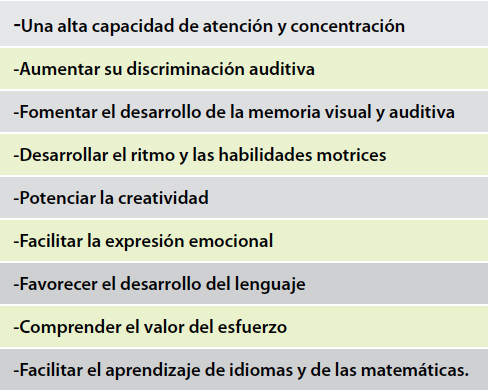 -Una alta capacidad de atención y concentración
-Aumentar su discriminación auditiva
-Fomentar el desarrollo de la memoria visual y auditiva
-Desarrollar el ritmo y las habilidades motrices
-Potenciar la creatividad
-Facilitar la expresión emocional
-Favorecer el desarrollo del lenguaje
-Comprender el valor del esfuerzo
-Facilitar el aprendizaje de idiomas y de las matemáticas.